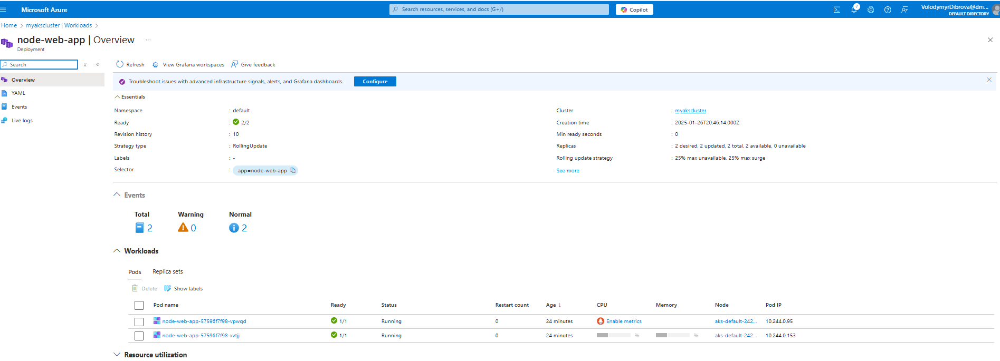 Microsoft Azure
Search resources, services, and docs (G+/)
Copilot
7
VolodymyrDibrova@dm...
DEFAULT DIRECTORY
Home > myakscluster | Workloads >
node-web-app | Overview ...
Deployment
Search
Overview
YAML
Events
Live logs
Refresh View Grafana workspaces Give feedback
Troubleshoot issues with advanced infrastructure signals, alerts, and Grafana dashboards. Configure
Essentials
Namespace : default
Ready : 2/2
Revision history : 10
Strategy type : RollingUpdate
Labels : -
Selector : app=node-web-app
Cluster : myakscluster
Creation time : 2025-01-26T20:46:14.000Z
Min ready seconds : 0
Replicas : 2 desired, 2 updated, 2 total, 2 available, 0 unavailable
Rolling update strategy : 25% max unavailable, 25% max surge
See more
Events
Total Warning Normal
2 0 2
Workloads
Pods Replica sets
Delete Show labels
Pod name Ready Status Restart count Age ↓ CPU Memory Node Pod IP
node-web-app-57596f7f98-vpwqd 1/1 Running 0 24 minutes Enable metrics aks-default-242... 10.244.0.95
node-web-app-57596f7f98-xvtjj 1/1 Running 0 24 minutes % % aks-default-242... 10.244.0.153
Resource utilization